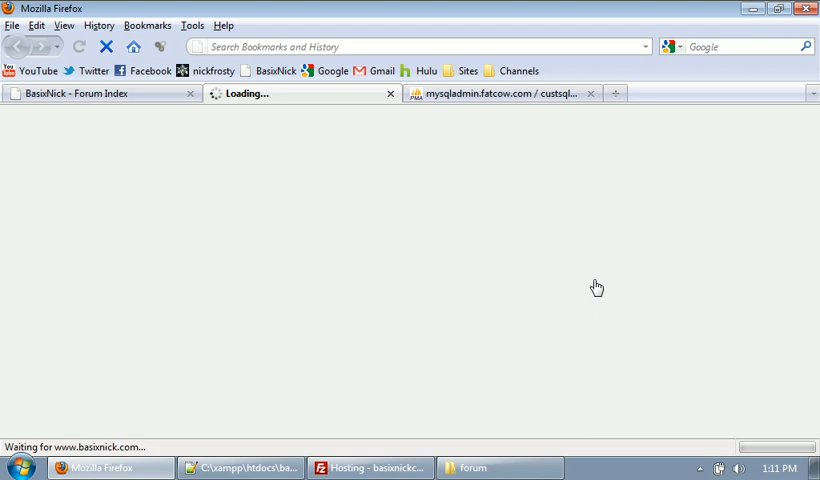 Mozilla Firefox
File Edit View History Bookmarks Tools Help
Search Bookmarks and History Google
YouTube Twitter Facebook nickfrosty BasixNick Google Gmail Hulu Sites Channels
BasixNick - Forum Index Loading... mysqladmin.fatcow.com / custsql...
Waiting for www.basixnick.com...
Mozilla Firefox C:\xampp\htdocs\ba... Hosting - basixnickc... forum 1:11 PM